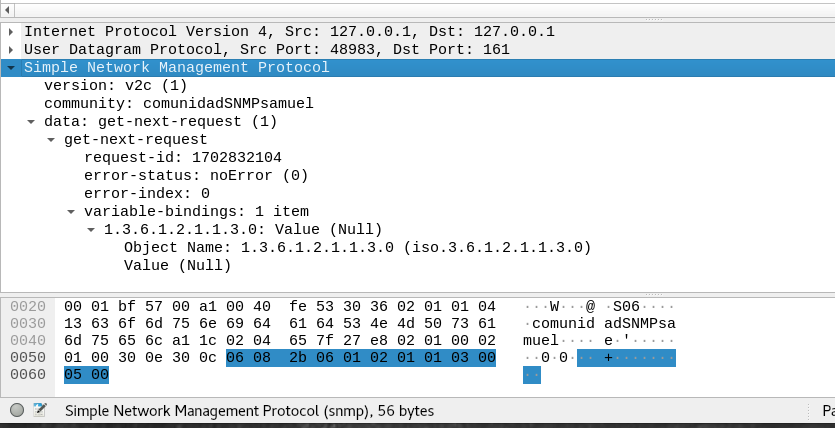 Internet Protocol Version 4, Src: 127.0.0.1, Dst: 127.0.0.1
User Datagram Protocol, Src Port: 48983, Dst Port: 161
Simple Network Management Protocol
version: v2c (1)
community: comunidadSNMPsamuel
data: get-next-request (1)
get-next-request
request-id: 1702832104
error-status: noError (0)
error-index: 0
variable-bindings: 1 item
1.3.6.1.2.1.1.3.0: Value (Null)
Object Name: 1.3.6.1.2.1.1.3.0 (iso.3.6.1.2.1.1.3.0)
Value (Null)
0020 00 01 bf 57 00 a1 00 40 fe 53 30 36 02 01 01 04 ···W···@ ·S06····
0030 13 63 6f 6d 75 6e 69 64 61 64 53 4e 4d 50 73 61 ·comunid adSNMPsa
0040 6d 75 65 6c a1 1c 02 04 65 7f 27 e8 02 01 00 02 muel···· e·'·····
0050 01 00 30 0e 30 0c 06 08 2b 06 01 02 01 01 03 00 ··0·0··· +·······
0060 05 00 ··
Simple Network Management Protocol (snmp), 56 bytes Pa